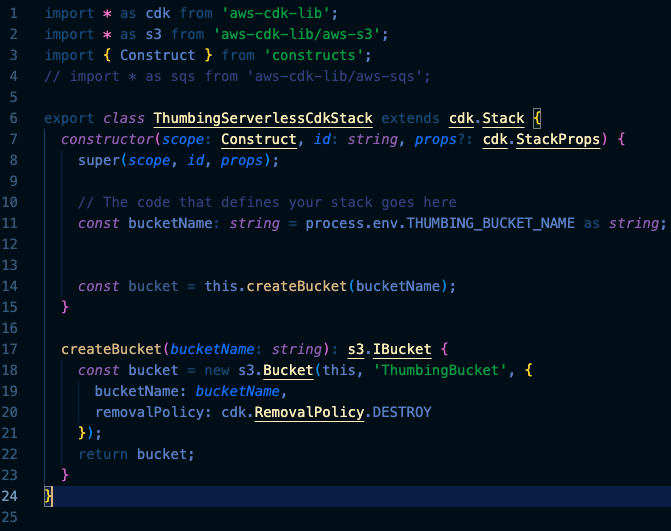 1 import * as cdk from 'aws-cdk-lib';
2 import * as s3 from 'aws-cdk-lib/aws-s3';
3 import { Construct } from 'constructs';
4 // import * as sqs from 'aws-cdk-lib/aws-sqs';
5
6 export class ThumbingServerlessCdkStack extends cdk.Stack {
7   constructor(scope: Construct, id: string, props?: cdk.StackProps) {
8     super(scope, id, props);
9
10     // The code that defines your stack goes here
11     const bucketName: string = process.env.THUMBING_BUCKET_NAME as string;
12
13
14     const bucket = this.createBucket(bucketName);
15   }
16
17   createBucket(bucketName: string): s3.IBucket {
18     const bucket = new s3.Bucket(this, 'ThumbingBucket', {
19       bucketName: bucketName,
20       removalPolicy: cdk.RemovalPolicy.DESTROY
21     });
22     return bucket;
23   }
24 }
25